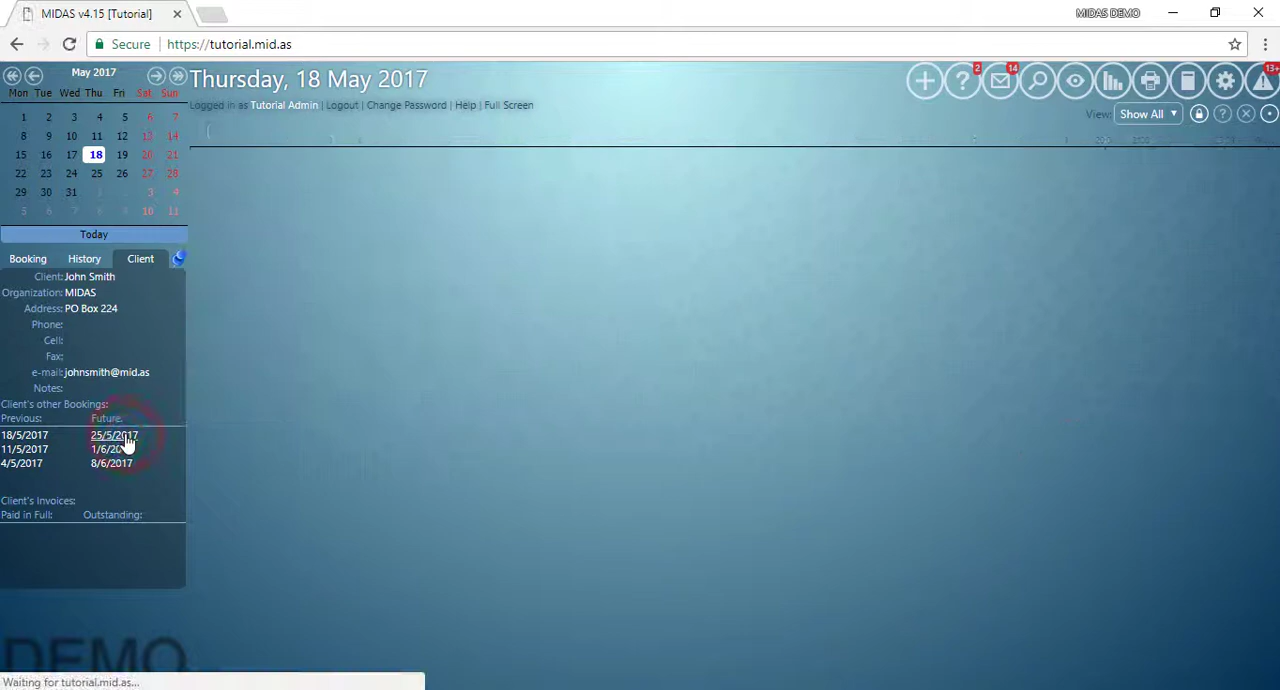 MIDAS v4.15 [Tutorial]
MIDAS DEMO
Secure https://tutorial.mid.as
May 2017
Mon Tue Wed Thu Fri Sat Sun
1 2 3 4 5 6 7
8 9 10 11 12 13 14
15 16 17 18 19 20 21
22 23 24 25 26 27 28
29 30 31 1 2 3 4
5 6 7 8 9 10 11
Today
Thursday, 18 May 2017
Logged in as Tutorial Admin | Logout | Change Password | Help | Full Screen
2
14
13+
View: Show All
Booking History Client
Client: John Smith
Organization: MIDAS
Address: PO Box 224
Phone:
Cell:
Fax:
e-mail: johnsmith@mid.as
Notes:
Client's other Bookings:
Previous: Future:
18/5/2017 25/5/2017
11/5/2017
4/5/2017 8/6/2017
Client's Invoices:
Paid in Full: Outstanding:
DEMO
Waiting for tutorial.mid.as...